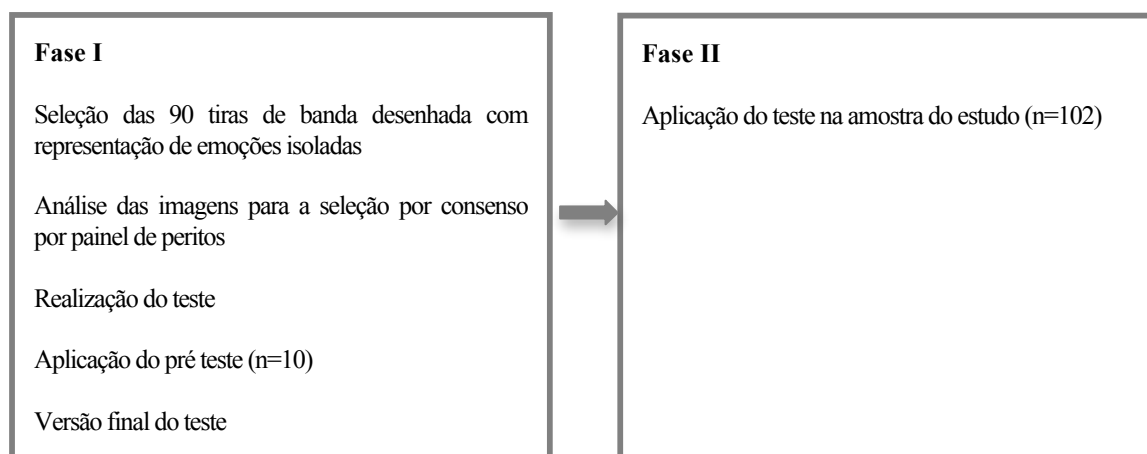 Fase I
Seleção das 90 tiras de banda desenhada com
representação de emoções isoladas
Análise das imagens para a seleção por consenso
por painel de peritos
Realização do teste
Aplicação do pré teste (n=10)
Versão final do teste
Fase II
Aplicação do teste na amostra do estudo (n=102)